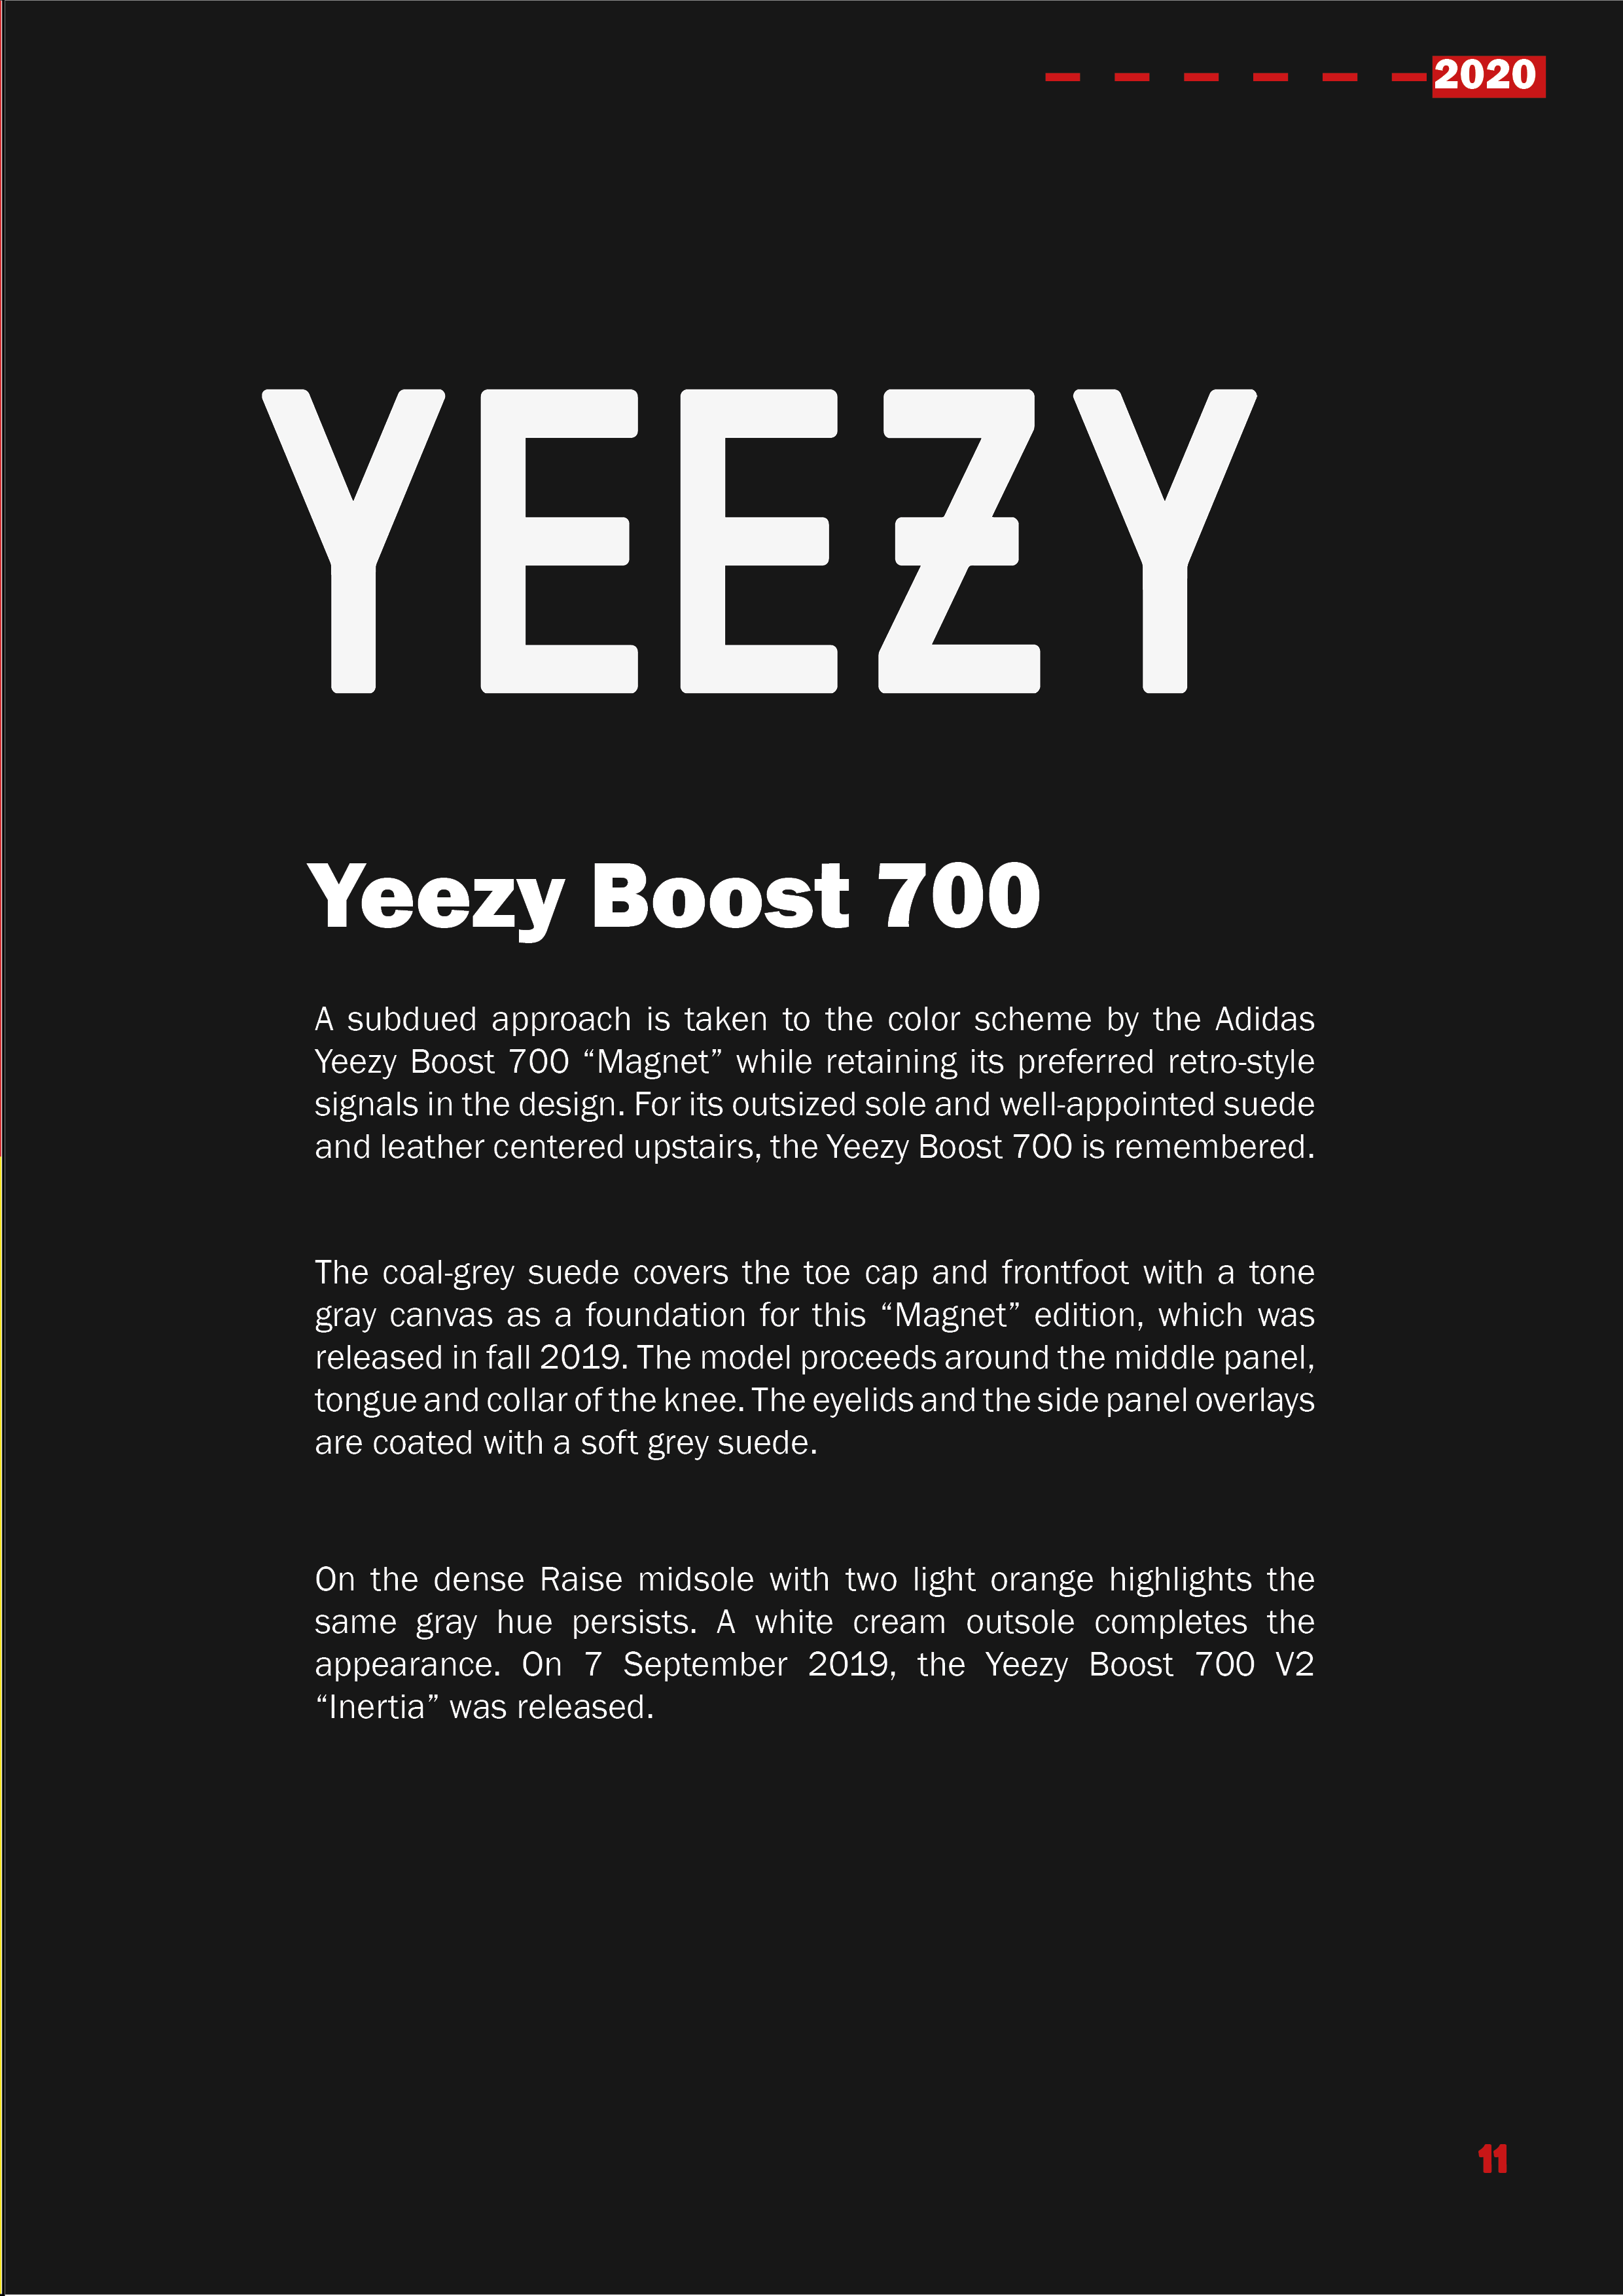 2020
YEEZY
Yeezy Boost 700
A subdued approach is taken to the color scheme by the Adidas
Yeezy Boost 700 “Magnet” while retaining its preferred retro-style
signals in the design. For its outsized sole and well-appointed suede
and leather centered upstairs, the Yeezy Boost 700 is remembered.
The coal-grey suede covers the toe cap and frontfoot with a tone
gray canvas as a foundation for this “Magnet” edition, which was
released in fall 2019. The model proceeds around the middle panel,
tongue and collar of the knee. The eyelids and the side panel overlays
are coated with a soft grey suede.
On the dense Raise midsole with two light orange highlights the
same gray hue persists. A white cream outsole completes the
appearance. On 7 September 2019, the Yeezy Boost 700 V2
“Inertia” was released.
11